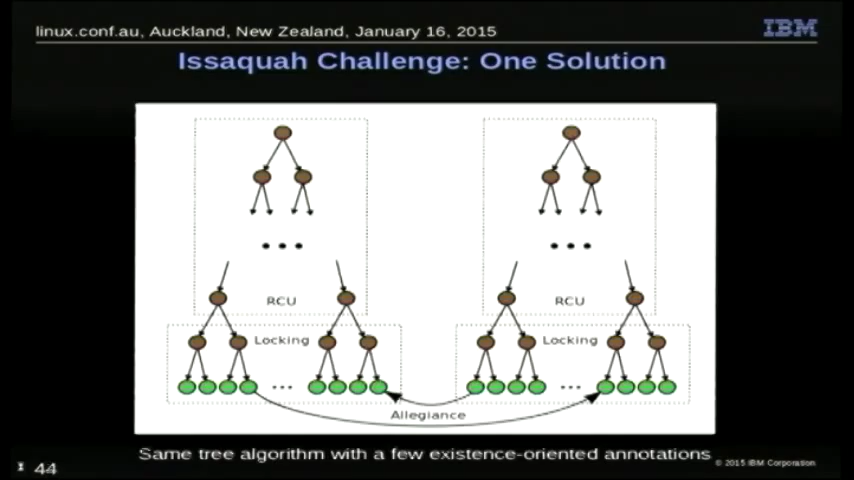 linux.conf.au, Auckland, New Zealand, January 16, 2015
IBM
Issaquah Challenge: One Solution
RCU
RCU
Locking
Locking
Allegiance
Same tree algorithm with a few existence-oriented annotations
44
© 2015 IBM Corporation